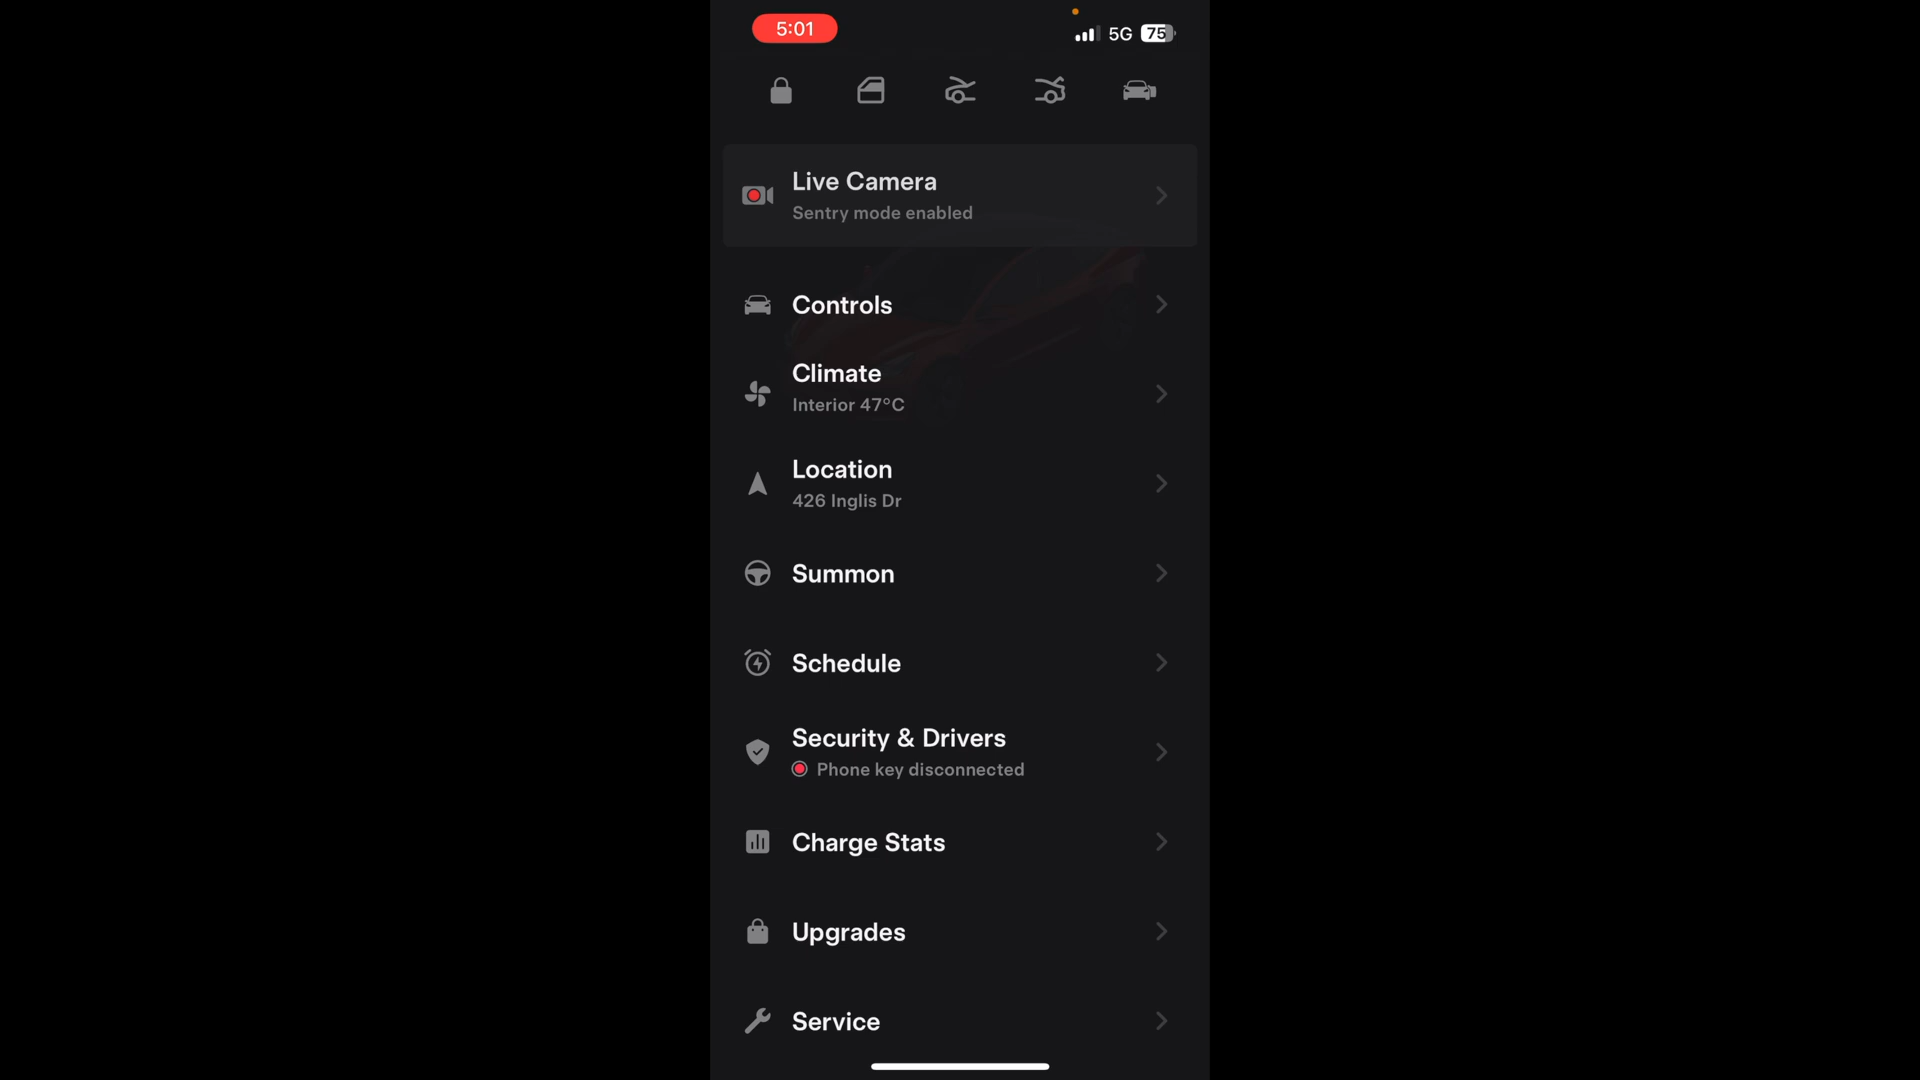 5:01
5G
75
Live Camera
Sentry mode enabled
Controls
Climate
Interior 47°C
Location
426 Inglis Dr
Summon
Schedule
Security & Drivers
Phone key disconnected
Charge Stats
Upgrades
Service